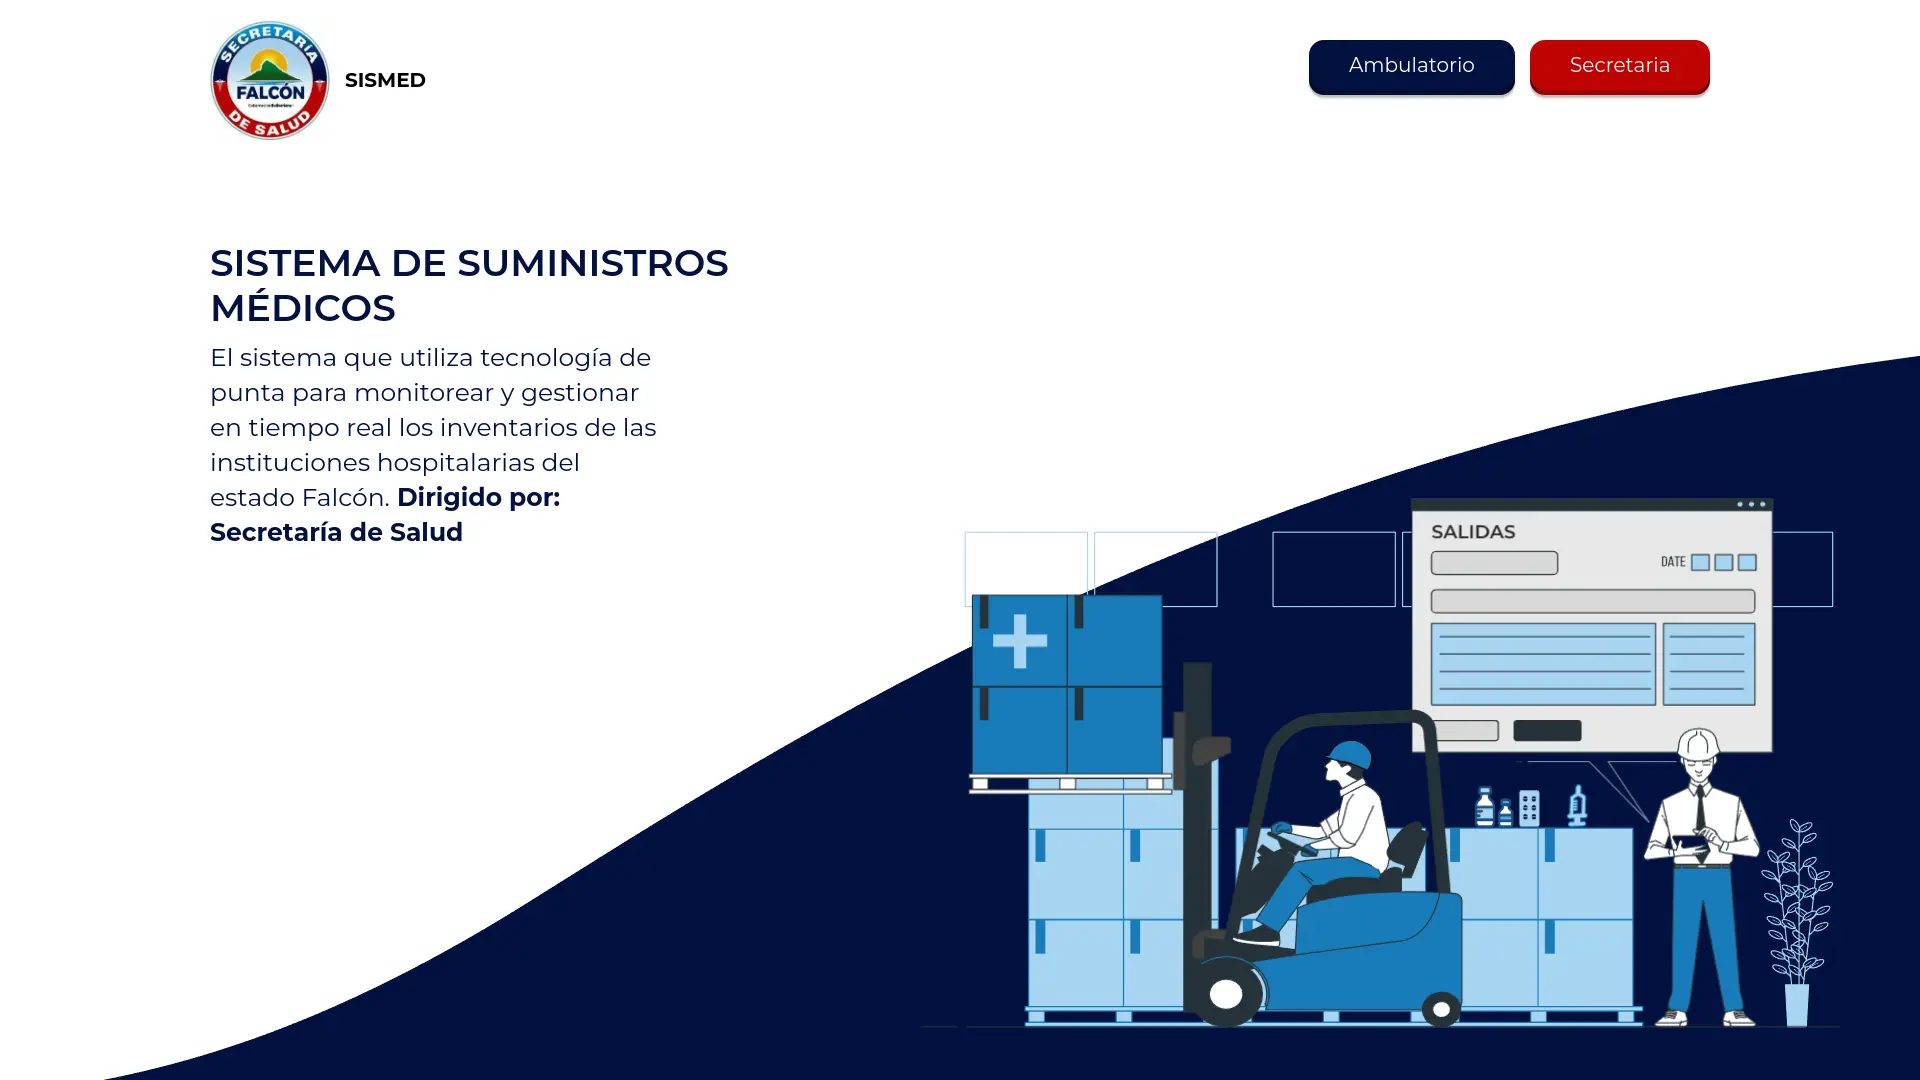 SECRETARÍA
FALCÓN
DE SALUD
SISMED
Ambulatorio
Secretaria
SISTEMA DE SUMINISTROS
MÉDICOS
El sistema que utiliza tecnología de
punta para monitorear y gestionar
en tiempo real los inventarios de las
instituciones hospitalarias del
estado Falcón. Dirigido por:
Secretaría de Salud
SALIDAS
DATE